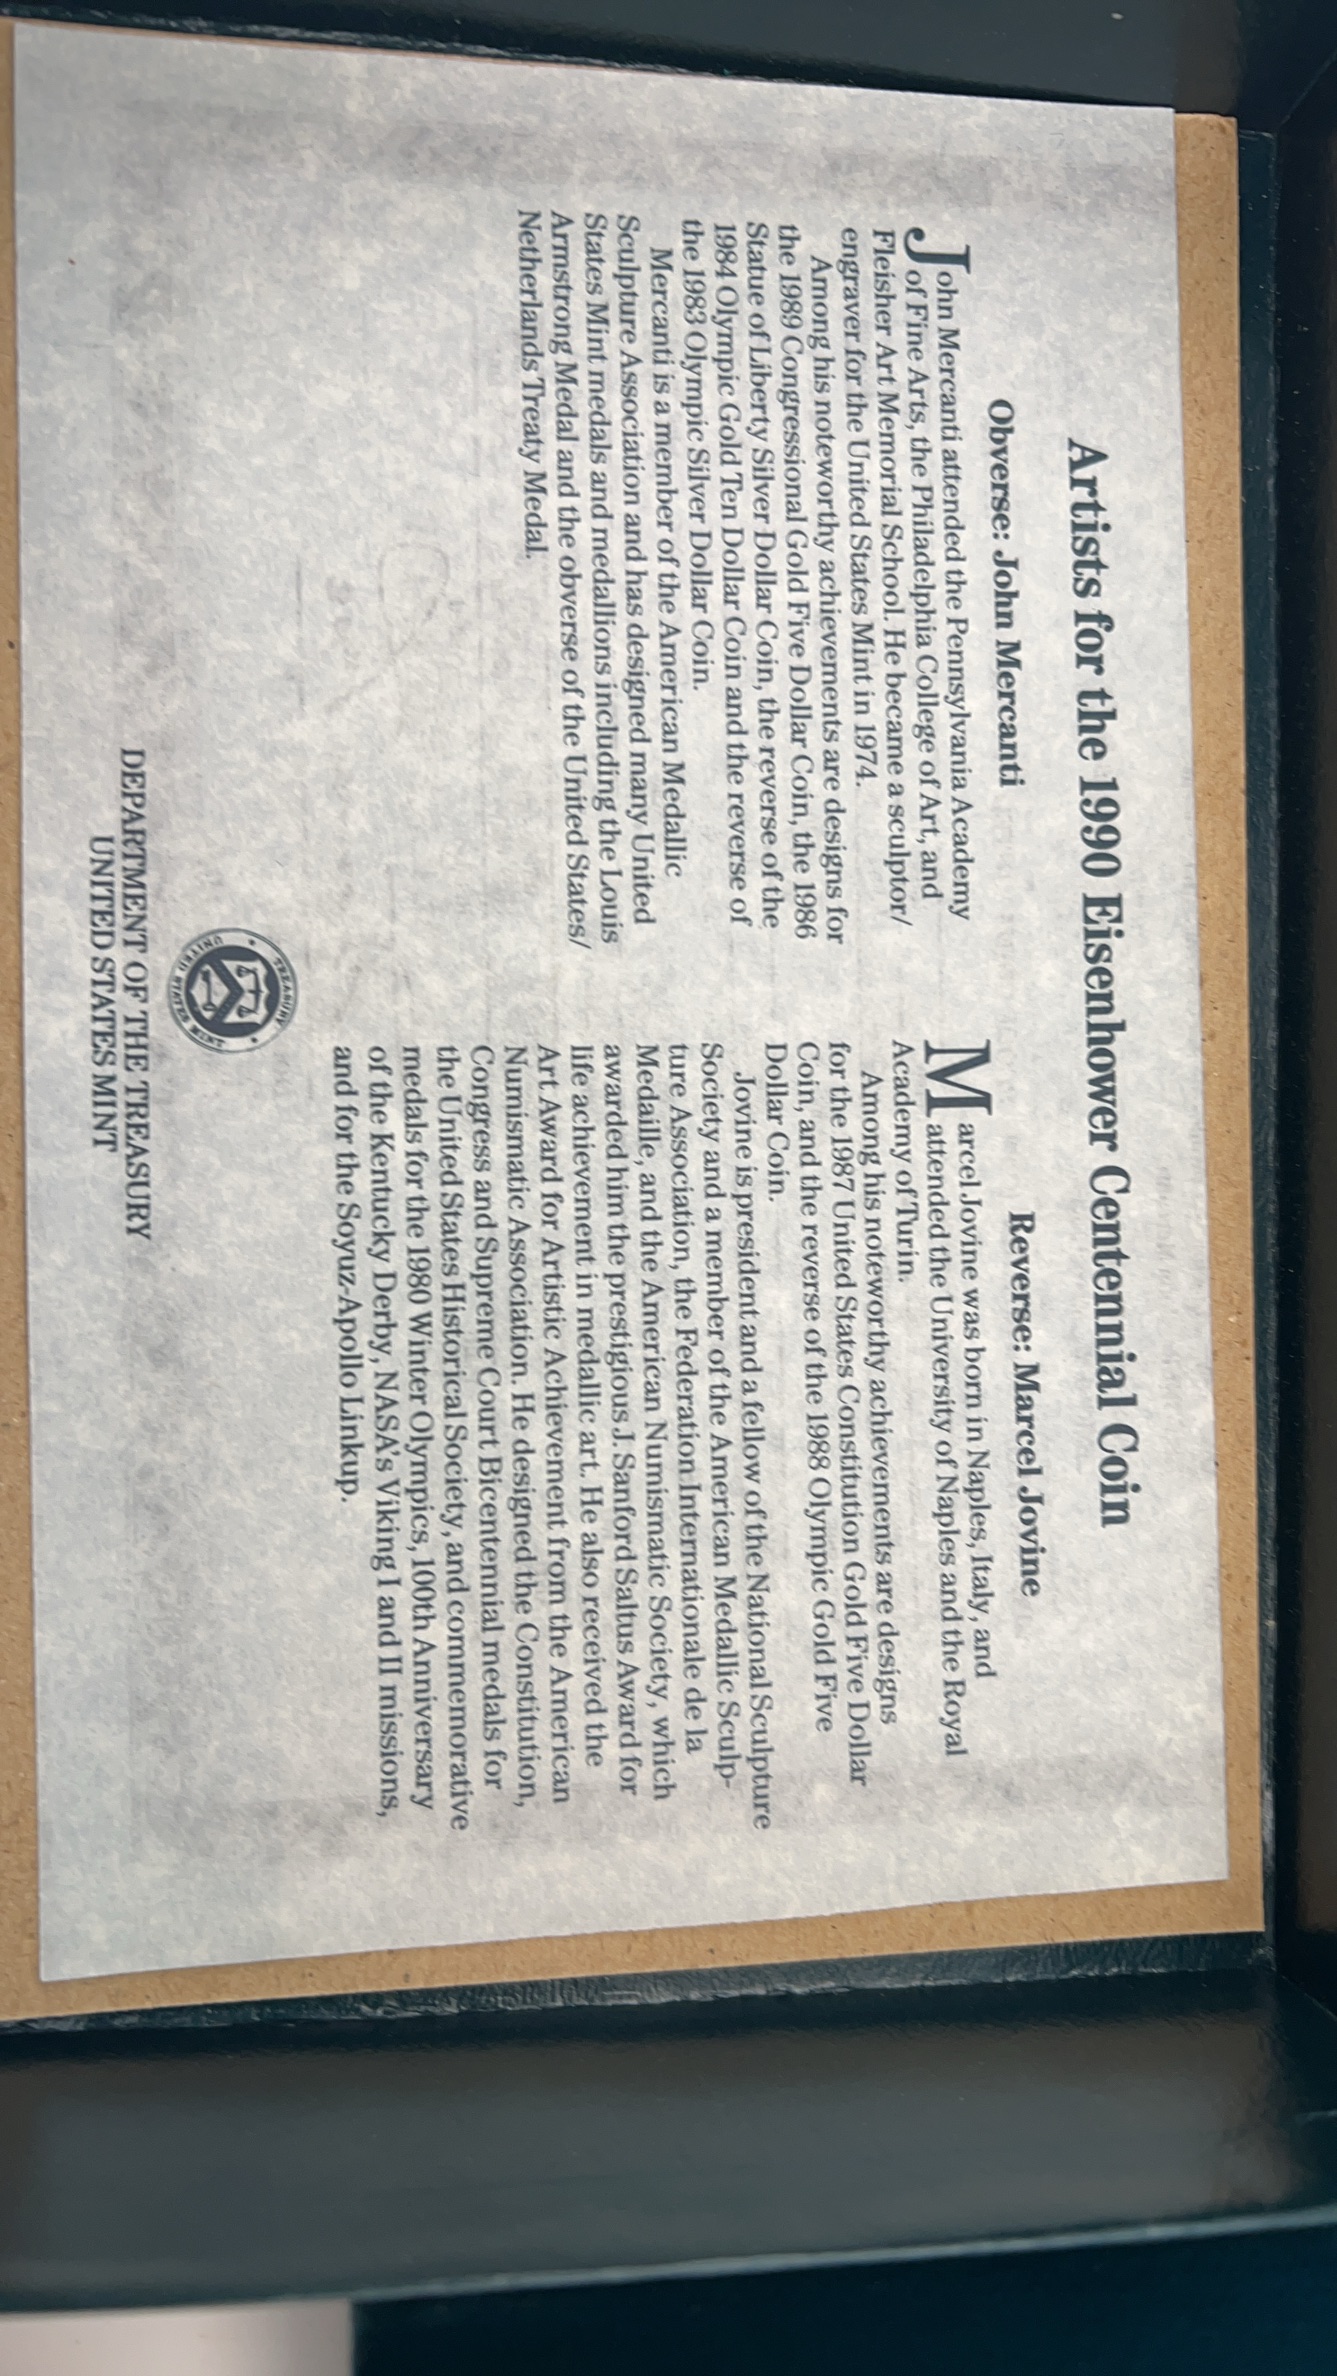 Artists for the 1990 Eisenhower Centennial Coin
Obverse: John Mercanti
John Mercanti attended the Pennsylvania Academy
of Fine Arts, the Philadelphia College of Art, and
Fleisher Art Memorial School. He became a sculptor/
engraver for the United States Mint in 1974.
Among his noteworthy achievements are designs for
the 1989 Congressional Gold Five Dollar Coin, the 1986
Statue of Liberty Silver Dollar Coin, the reverse of the
1984 Olympic Gold Ten Dollar Coin and the reverse of
the 1983 Olympic Silver Dollar Coin.
Mercanti is a member of the American Medallic
Sculpture Association and has designed many United
States Mint medals and medallions including the Louis
Armstrong Medal and the obverse of the United States/
Netherlands Treaty Medal.
Reverse: Marcel Jovine
Marcel Jovine was born in Naples, Italy, and
attended the University of Naples and the Royal
Academy of Turin.
Among his noteworthy achievements are designs
for the 1987 United States Constitution Gold Five Dollar
Coin, and the reverse of the 1988 Olympic Gold Five
Dollar Coin.
Jovine is president and a fellow of the National Sculpture
Society and a member of the American Medallic Sculp-
ture Association, the Federation Internationale de la
Medaille, and the American Numismatic Society, which
awarded him the prestigious J. Sanford Saltus Award for
life achievement in medallic art. He also received the
Art Award for Artistic Achievement from the American
Numismatic Association. He designed the Constitution,
Congress and Supreme Court Bicentennial medals for
the United States Historical Society, and commemorative
medals for the 1980 Winter Olympics, 100th Anniversary
of the Kentucky Derby, NASA's Viking I and II missions,
and for the Soyuz-Apollo Linkup.
TREASURY
UNITED STATES MINT
DEPARTMENT OF THE TREASURY
UNITED STATES MINT